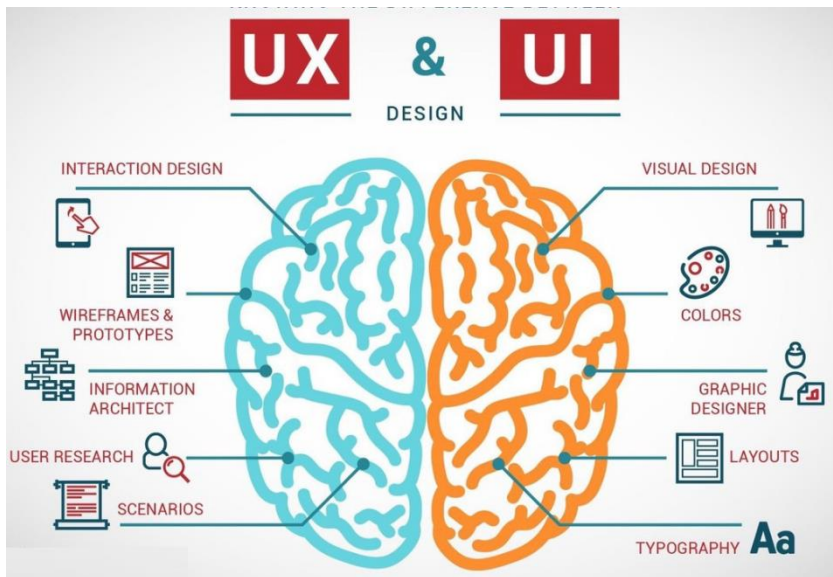 UX & UI
DESIGN
INTERACTION DESIGN
WIREFRAMES &
PROTOTYPES
INFORMATION
ARCHITECT
USER RESEARCH
SCENARIOS
VISUAL DESIGN
COLORS
GRAPHIC
DESIGNER
LAYOUTS
TYPOGRAPHY Aa